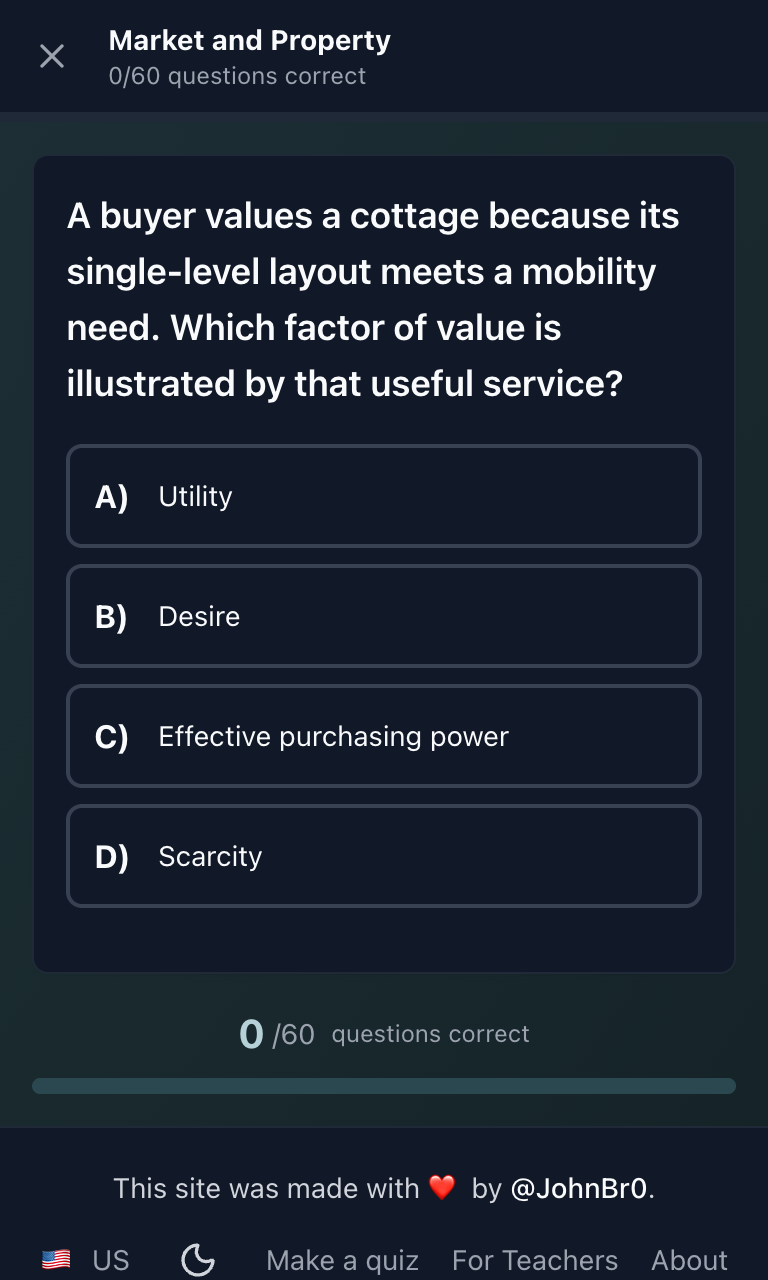 Market and Property
0/60 questions correct
A buyer values a cottage because its
single-level layout meets a mobility
need. Which factor of value is
illustrated by that useful service?
A) Utility
B) Desire
C) Effective purchasing power
D) Scarcity
0 /60 questions correct
This site was made with ❤️ by @JohnBr0.
🇺🇸 US Make a quiz For Teachers About